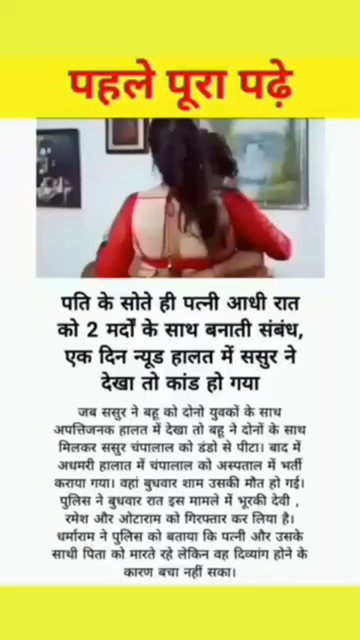 पहले पूरा पढ़े
पति के सोते ही पत्नी आधी रात
को 2 मर्दों के साथ बनाती संबंध,
एक दिन न्यूड हालत में ससुर ने
देखा तो कांड हो गया
जब ससुर ने बहू को दोनो युवकों के साथ
अपत्तिजनक हालत में देखा तो बहू ने दोनों के साथ
मिलकर ससुर चंपालाल को डंडो से पीटा। बाद में
अधमरी हालात में चंपालाल को अस्पताल में भर्ती
कराया गया। वहां बुधवार शाम उसकी मौत हो गई।
पुलिस ने बुधवार रात इस मामले में भूरकी देवी ,
रमेश और ओटाराम को गिरफ्तार कर लिया है।
धर्माराम ने पुलिस को बताया कि पत्नी और उसके
साथी पिता को मारते रहे लेकिन वह दिव्यांग होने के
कारण बचा नहीं सका।